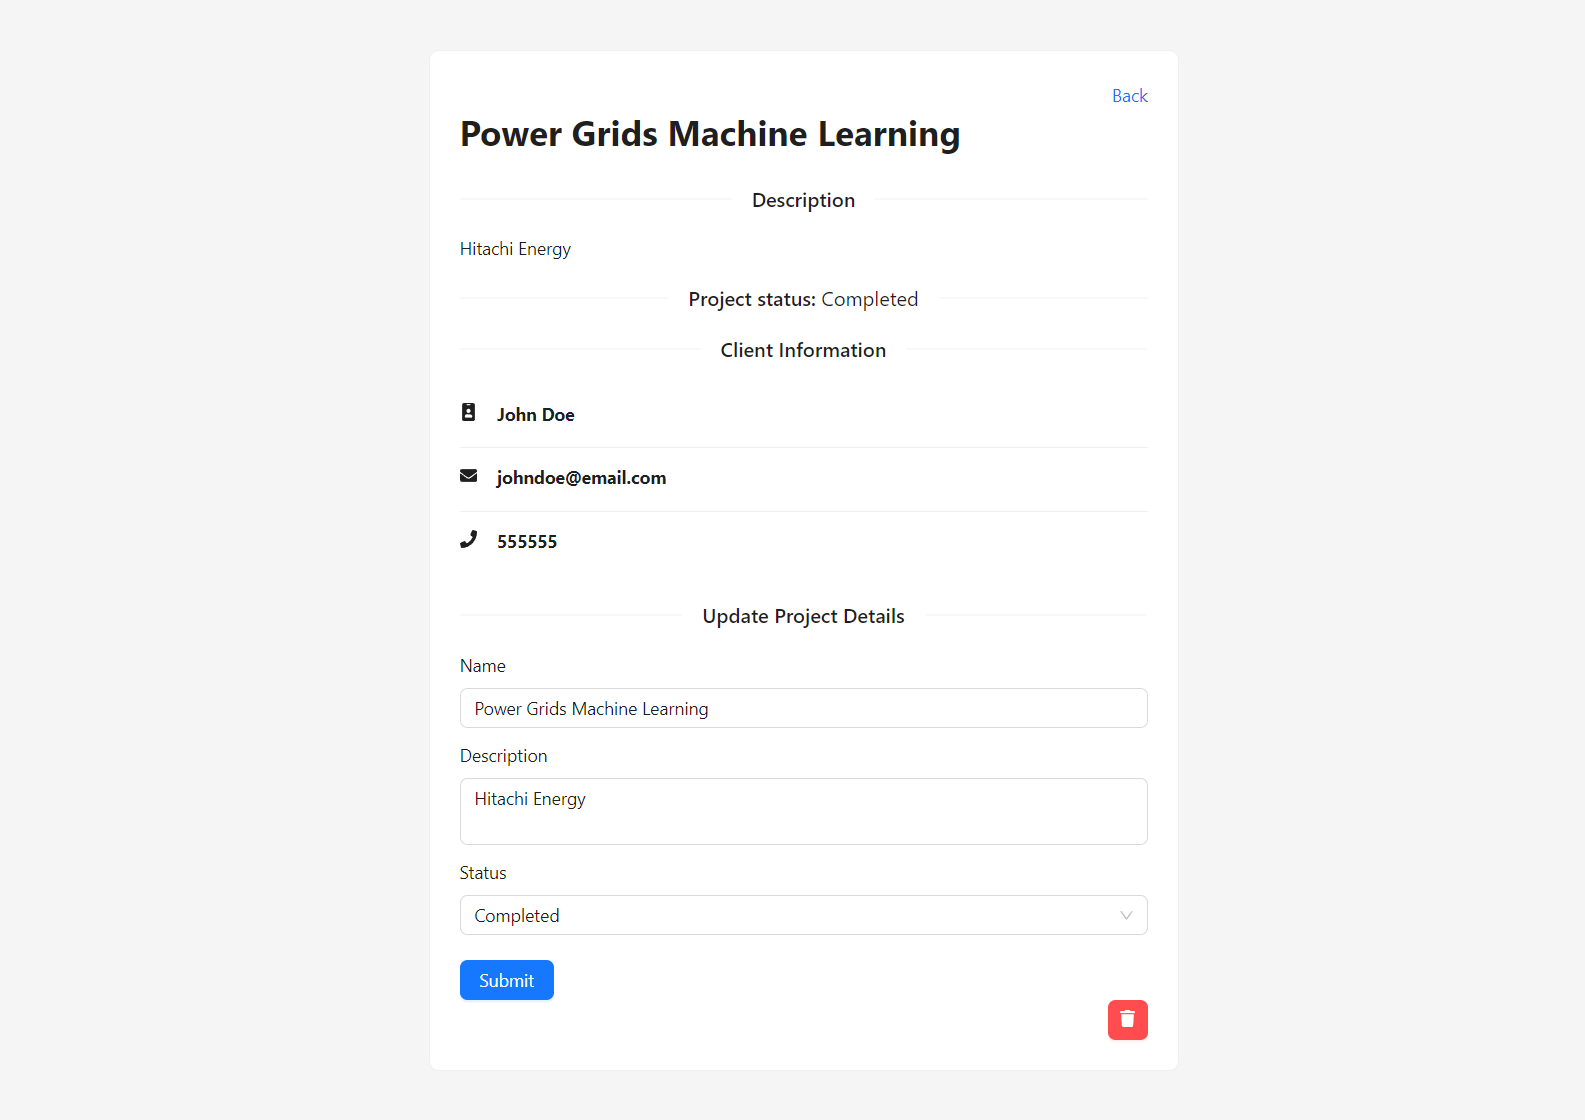 Back
Power Grids Machine Learning
Description
Hitachi Energy
Project status: Completed
Client Information
John Doe
johndoe@email.com
555555
Update Project Details
Name
Power Grids Machine Learning
Description
Hitachi Energy
Status
Completed
Submit